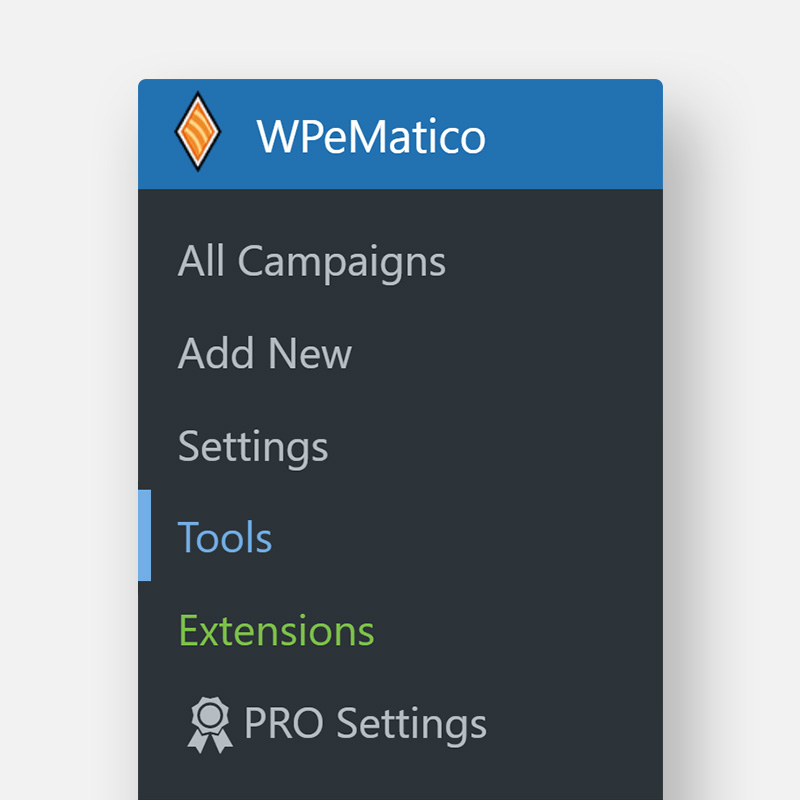 WPeMatico
All Campaigns
Add New
Settings
Tools
Extensions
PRO Settings